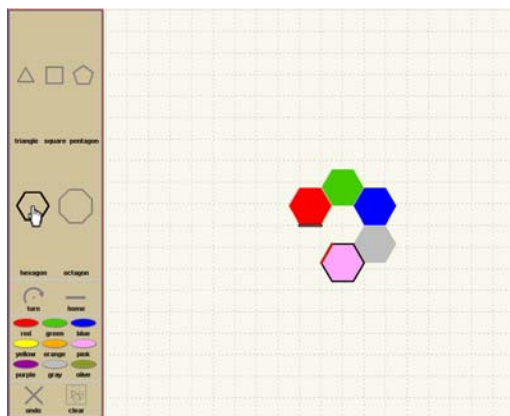 triangle square pentagon
hexagon octagon
turn home
red green blue
yellow orange pink
purple gray olive
undo clear